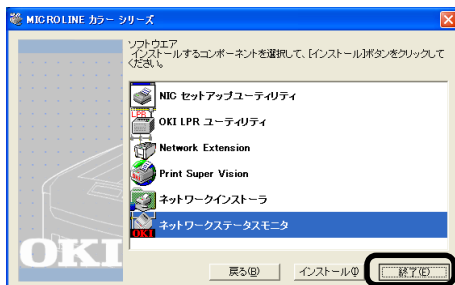 MICROLINE カラー シリーズ
ソフトウエア
インストールするコンポーネントを選択して、[インストール]ボタンをクリックして
ください。
NIC セットアップユーティリティ
LPR
OKI LPR ユーティリティ
Network Extension
Print Super Vision
ネットワークインストーラ
ネットワークステータスモニタ
OKI
OKI
戻る(B)
インストール(I)
終了(E)